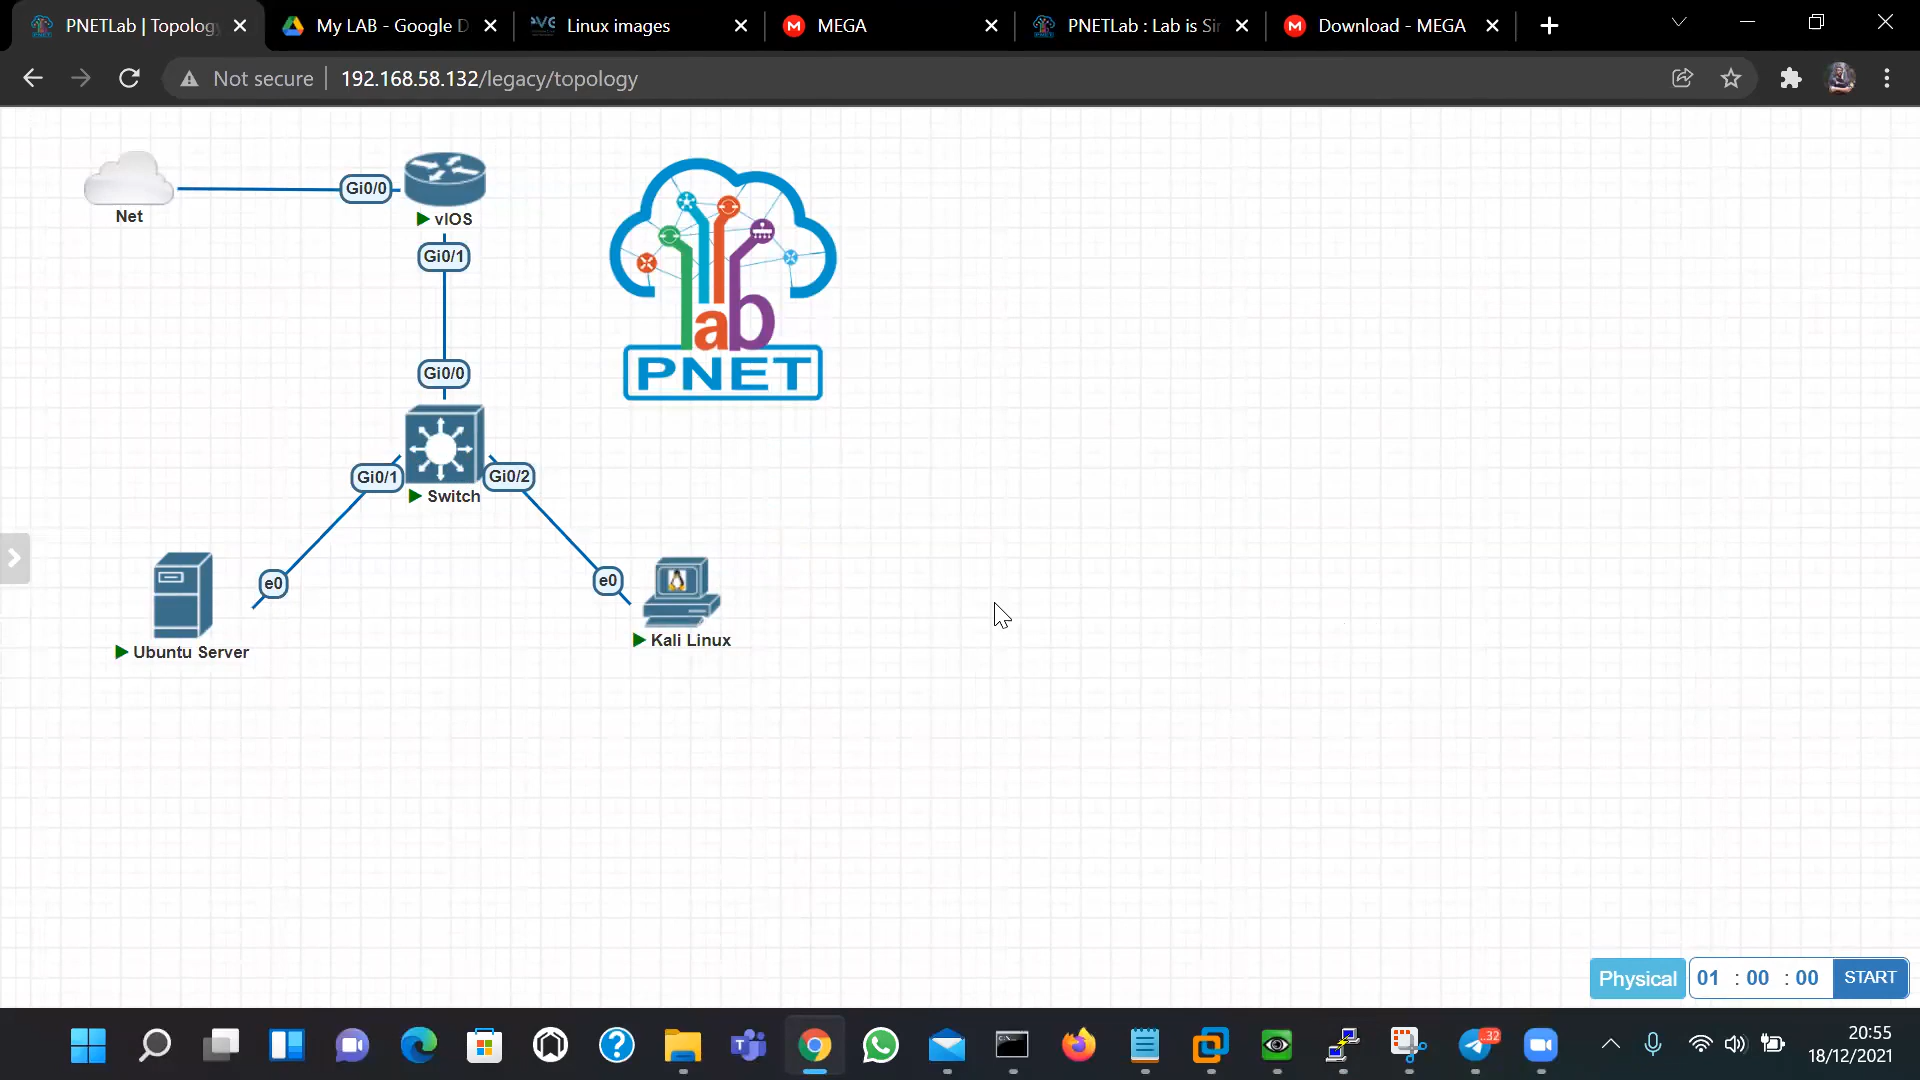 PNETLab | Topology
My LAB - Google D
Linux images
MEGA
PNETLab : Lab is Sin
Download - MEGA
Not secure
192.168.58.132/legacy/topology
Net
Gi0/0
vIOS
Gi0/1
Gi0/0
Gi0/1
Gi0/2
Switch
e0
e0
Ubuntu Server
Kali Linux
lab
PNET
Physical
01 : 00 : 00
START
32
20:55
18/12/2021